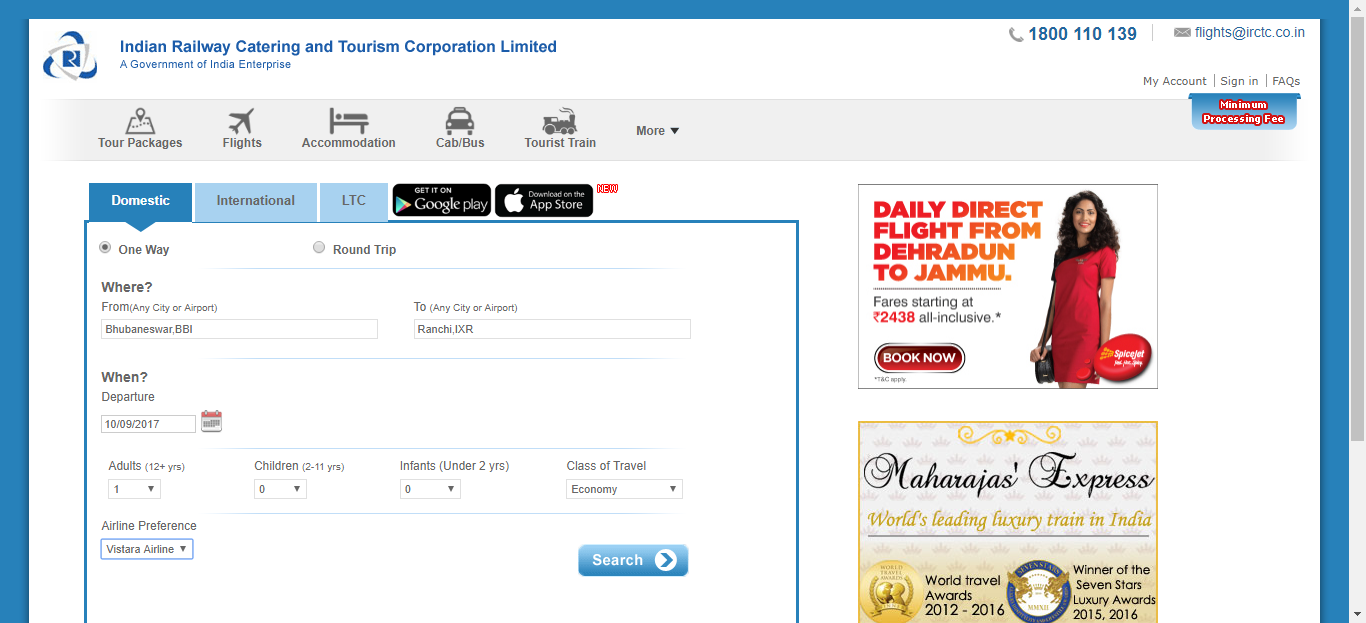 1800 110 139
flights@irctc.co.in
RI
Indian Railway Catering and Tourism Corporation Limited
A Government of India Enterprise
My Account Sign in FAQs
Minimum
Processing Fee
Tour Packages Flights Accommodation Cab/Bus Tourist Train More
Domestic International LTC
GET IT ON
Google play
Download on the
App Store
NEW
One Way Round Trip
Where?
From(Any City or Airport) To (Any City or Airport)
Bhubaneswar,BBI Ranchi,IXR
When?
Departure
10/09/2017
Adults (12+ yrs) Children (2-11 yrs) Infants (Under 2 yrs) Class of Travel
1 0 0 Economy
Airline Preference
Vistara Airline
Search
DAILY DIRECT
FLIGHT FROM
DEHRADUN
TO JAMMU.
Fares starting at
₹2438 all-inclusive.*
BOOK NOW
*T&C apply.
SpiceJet
Maharajas' Express
World's leading luxury train in India
WORLD
TRAVEL
AWARDS
World travel
Awards
2012 - 2016
SEVEN STARS
MMXII
Winner of the
Seven Stars
Luxury Awards
2015, 2016